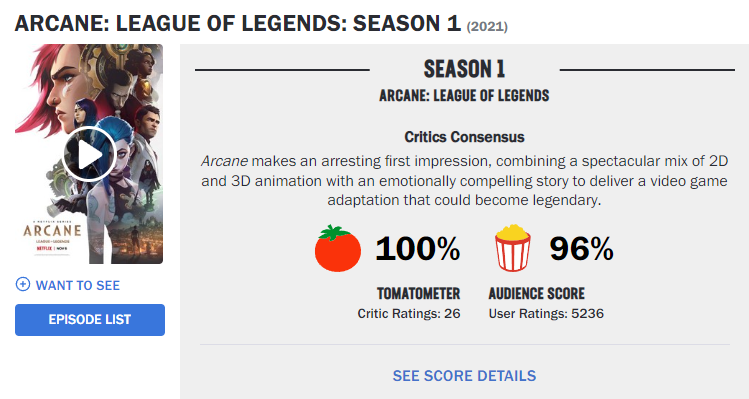 ARCANE: LEAGUE OF LEGENDS: SEASON 1 (2021)
A NETFLIX SERIES
ARCANE
LEAGUE OF LEGENDS
NETFLIX | NOV 6
WANT TO SEE
EPISODE LIST
SEASON 1
ARCANE: LEAGUE OF LEGENDS
Critics Consensus
Arcane makes an arresting first impression, combining a spectacular mix of 2D
and 3D animation with an emotionally compelling story to deliver a video game
adaptation that could become legendary.
100% 96%
TOMATOMETER AUDIENCE SCORE
Critic Ratings: 26 User Ratings: 5236
SEE SCORE DETAILS